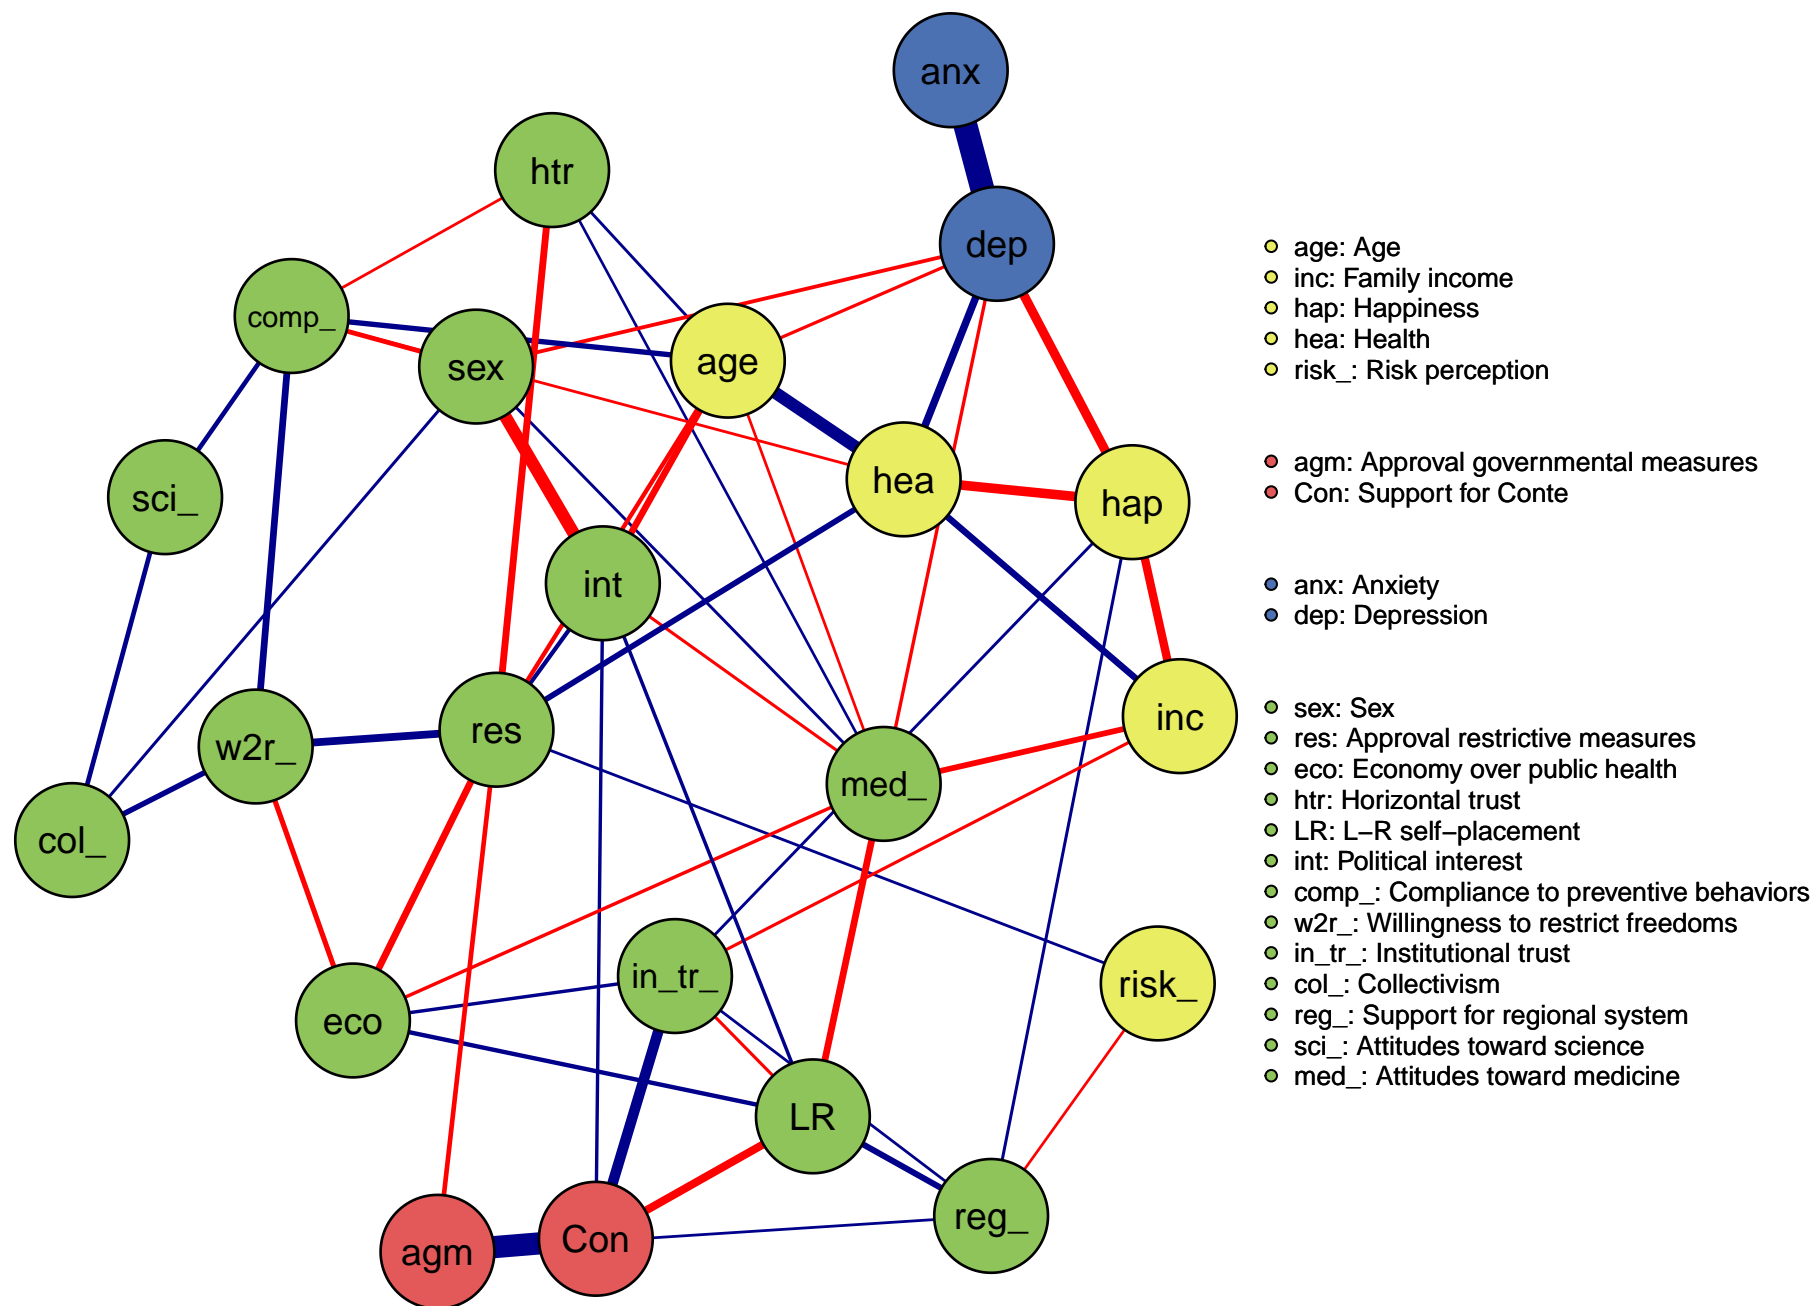 anx
htr
dep
comp_
sex
age
sci_
hea
hap
int
res
w2r_
inc
med_
col_
in_tr_
risk_
eco
LR
reg_
agm
Con
age: Age
inc: Family income
hap: Happiness
hea: Health
risk_: Risk perception
agm: Approval governmental measures
Con: Support for Conte
anx: Anxiety
dep: Depression
sex: Sex
res: Approval restrictive measures
eco: Economy over public health
htr: Horizontal trust
LR: L−R self−placement
int: Political interest
comp_: Compliance to preventive behaviors
w2r_: Willingness to restrict freedoms
in_tr_: Institutional trust
col_: Collectivism
reg_: Support for regional system
sci_: Attitudes toward science
med_: Attitudes toward medicine